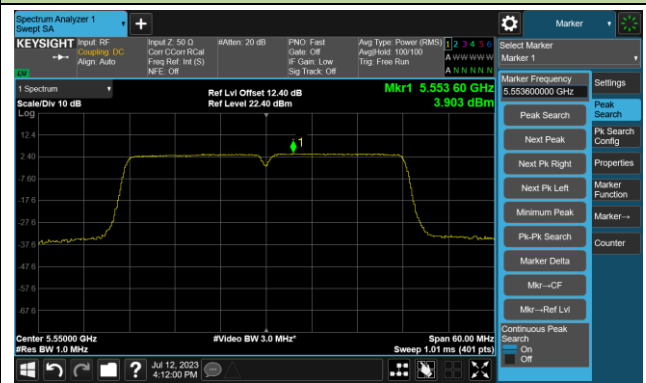 Spectrum Analyzer 1
Swept SA
+
Marker
KEYSIGHT
Input: RF
Coupling: DC
Align: Auto
Input Z: 50 Ω
Corr CCorr RCal
Freq Ref: Int (S)
NFE: Off
#Atten: 20 dB
PNO: Fast
Gate: Off
IF Gain: Low
Sig Track: Off
Avg Type: Power (RMS)
Avg|Hold: 100/100
Trig: Free Run
1 2 3 4 5 6
A W W W W W
A N N N N N
LXI
Select Marker
Marker 1
1 Spectrum
Scale/Div 10 dB
Log
Ref Lvl Offset 12.40 dB
Ref Level 22.40 dBm
Mkr1 5.553 60 GHz
3.903 dBm
12.4
2.40
-7.60
-17.6
-27.6
-37.6
-47.6
-57.6
-67.6
1
Center 5.55000 GHz
#Res BW 1.0 MHz
#Video BW 3.0 MHz*
Span 60.00 MHz
Sweep 1.01 ms (401 pts)
Marker Frequency
5.553600000 GHz
Peak Search
Next Peak
Next Pk Right
Next Pk Left
Minimum Peak
Pk-Pk Search
Marker Delta
Mkr→CF
Mkr→Ref Lvl
Continuous Peak
Search
On
Off
Settings
Peak
Search
Pk Search
Config
Properties
Marker
Function
Marker→
Counter
?
Jul 12, 2023
4:12:00 PM